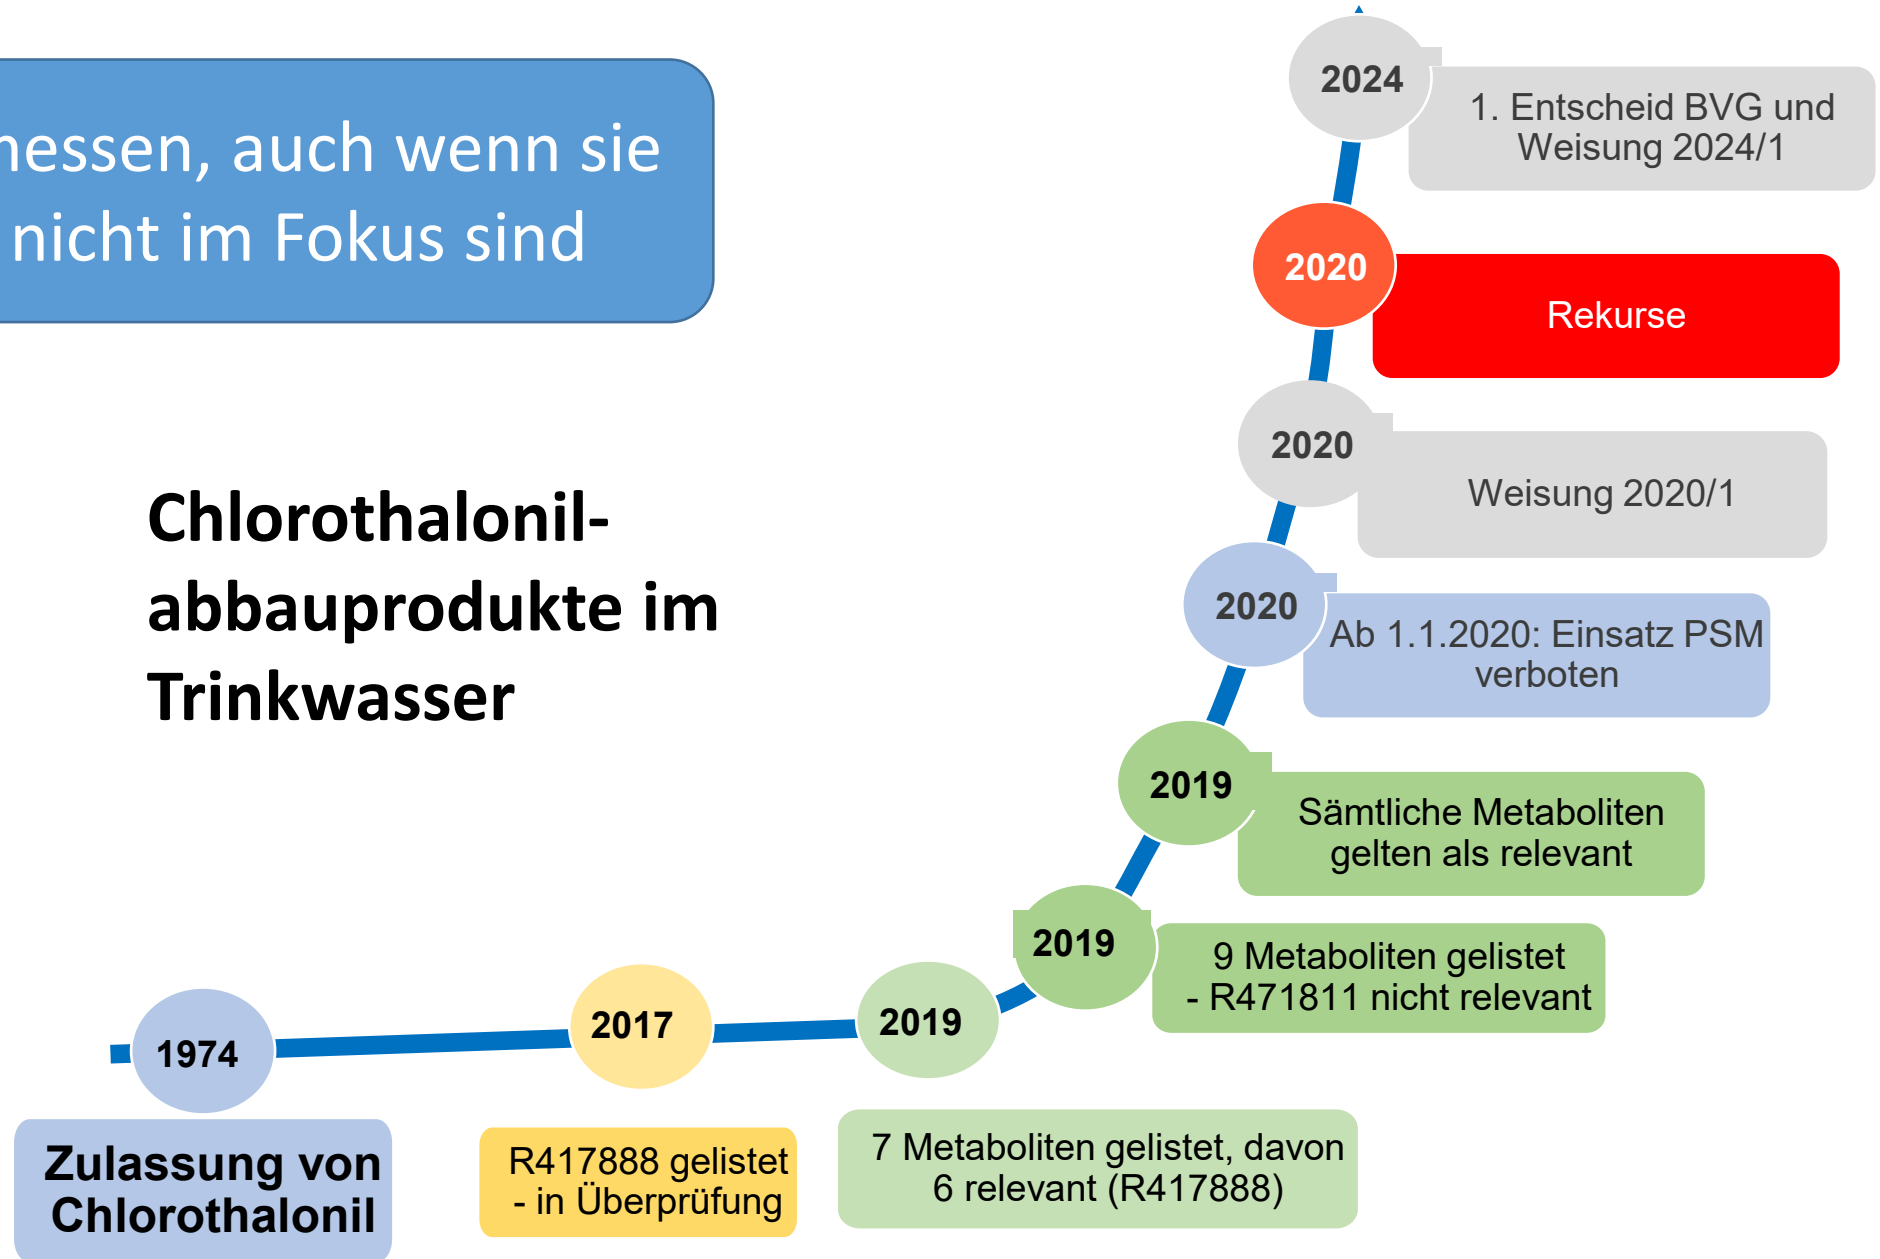 messen, auch wenn sie
nicht im Fokus sind
Chlorothalonil-
abbauprodukte im
Trinkwasser
2024
1. Entscheid BVG und
Weisung 2024/1
2020
Rekurse
2020
Weisung 2020/1
2020
Ab 1.1.2020: Einsatz PSM
verboten
2019
Sämtliche Metaboliten
gelten als relevant
2019
9 Metaboliten gelistet
- R471811 nicht relevant
2019
7 Metaboliten gelistet, davon
6 relevant (R417888)
2017
R417888 gelistet
- in Überprüfung
1974
Zulassung von
Chlorothalonil